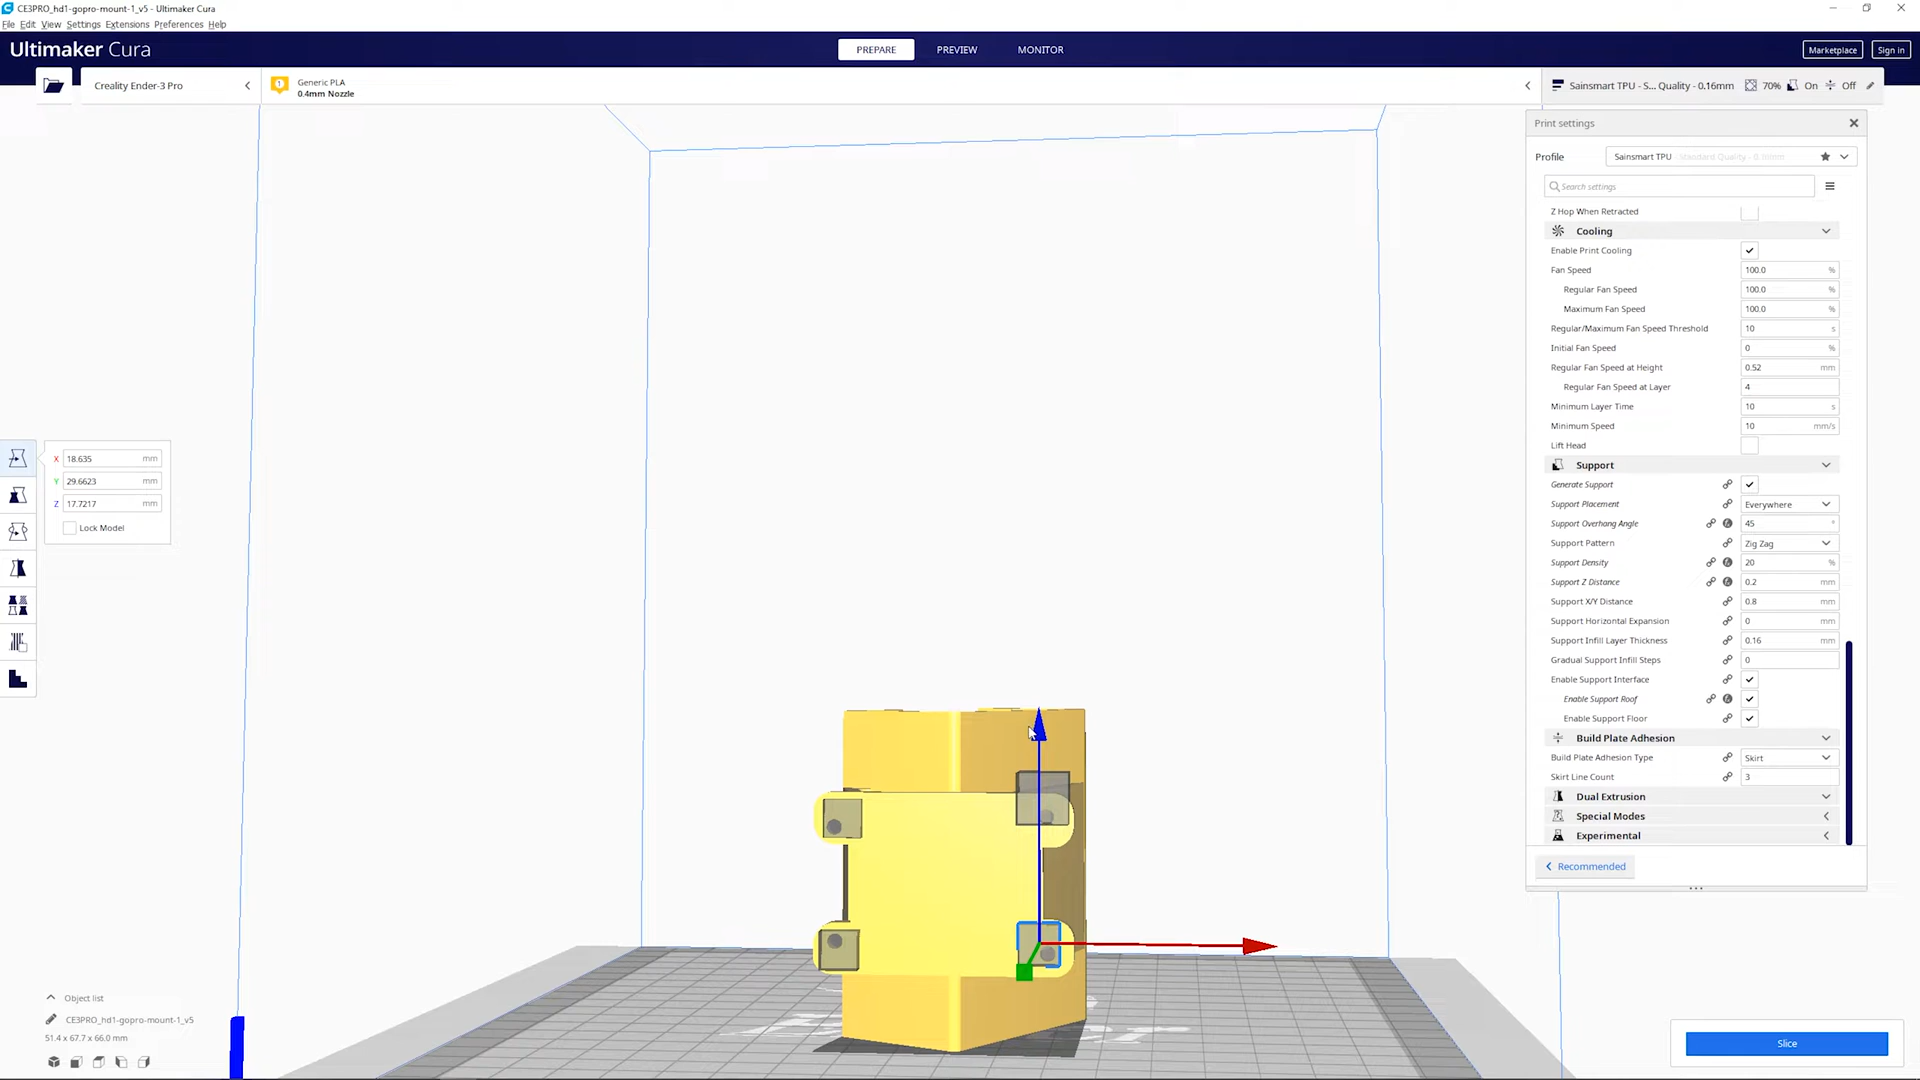 CE3PRO_hd1-gopro-mount-1_v5 - Ultimaker Cura
File Edit View Settings Extensions Preferences Help
Ultimaker Cura
PREPARE
PREVIEW
MONITOR
Marketplace
Sign in
Creality Ender-3 Pro
Generic PLA
0.4mm Nozzle
Sainsmart TPU - S... Quality - 0.16mm
70%
On
Off
Print settings
Profile
Sainsmart TPU - Standard Quality - 0.16mm
Search settings
Z Hop When Retracted
Cooling
Enable Print Cooling
Fan Speed 100.0 %
Regular Fan Speed 100.0 %
Maximum Fan Speed 100.0 %
Regular/Maximum Fan Speed Threshold 10 s
Initial Fan Speed 0 %
Regular Fan Speed at Height 0.52 mm
Regular Fan Speed at Layer 4
Minimum Layer Time 10 s
Minimum Speed 10 mm/s
Lift Head
Support
Generate Support
Support Placement Everywhere
Support Overhang Angle 45 °
Support Pattern Zig Zag
Support Density 20 %
Support Z Distance 0.2 mm
Support X/Y Distance 0.8 mm
Support Horizontal Expansion 0 mm
Support Infill Layer Thickness 0.16 mm
Gradual Support Infill Steps 0
Enable Support Interface
Enable Support Roof
Enable Support Floor
Build Plate Adhesion
Build Plate Adhesion Type Skirt
Skirt Line Count 3
Dual Extrusion
Special Modes
Experimental
Recommended
X 18.635 mm
Y 29.6623 mm
Z 17.7217 mm
Lock Model
Object list
CE3PRO_hd1-gopro-mount-1_v5
51.4 x 67.7 x 66.0 mm
Slice